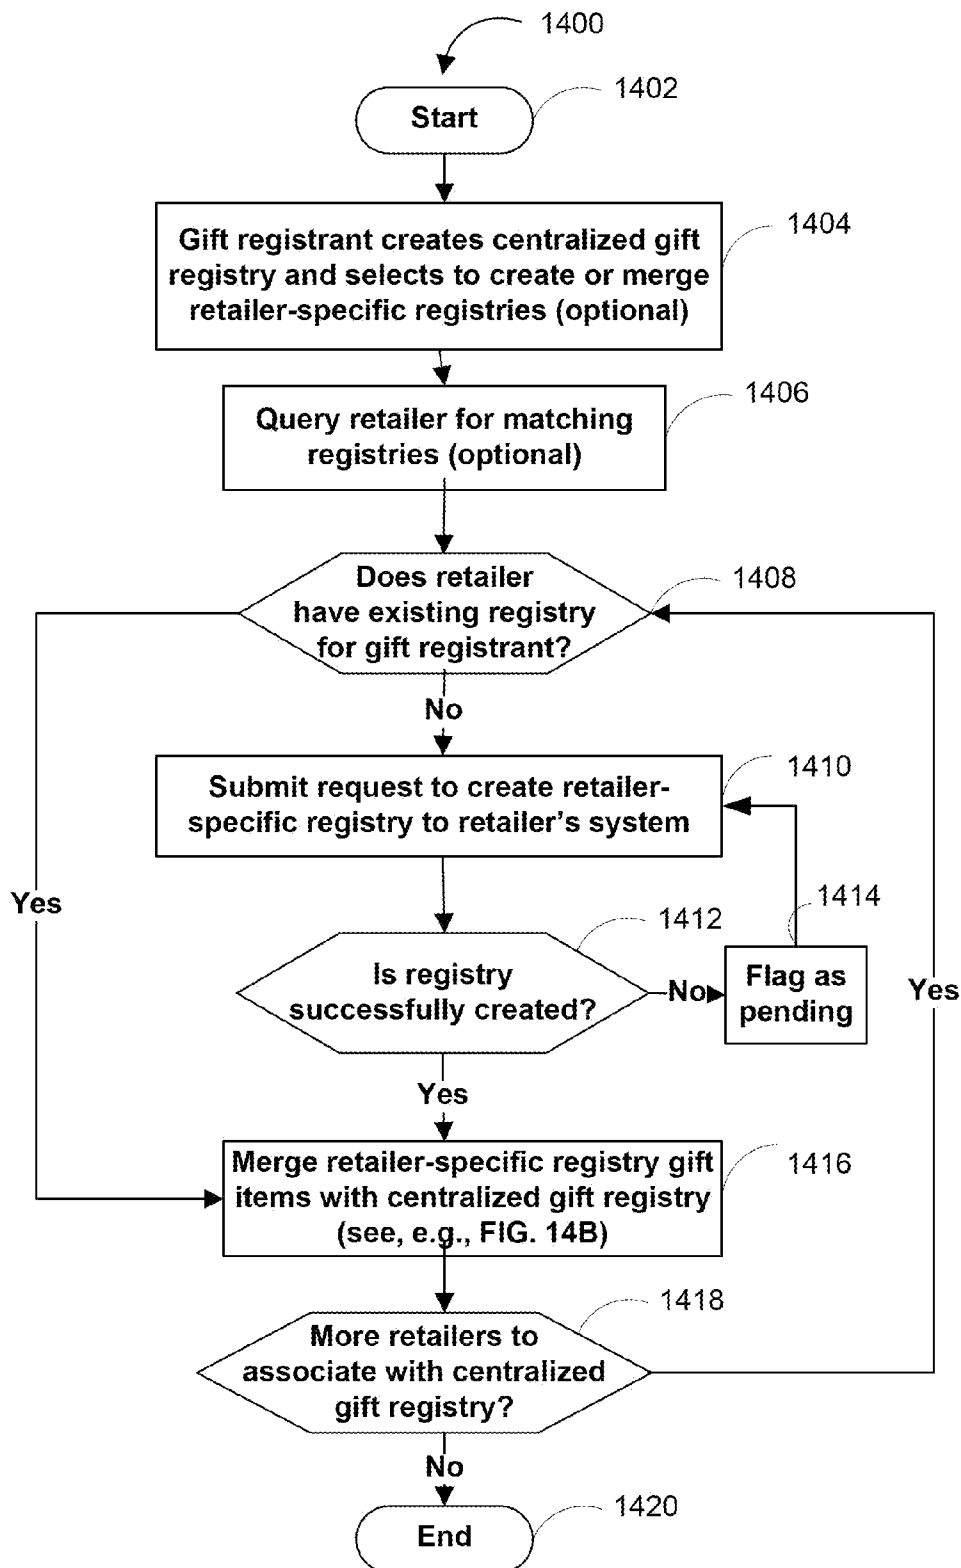 1400
Start
1402
Gift registrant creates centralized gift
registry and selects to create or merge
retailer-specific registries (optional)
1404
Query retailer for matching
registries (optional)
1406
Does retailer
have existing registry
for gift registrant?
1408
No
Submit request to create retailer-
specific registry to retailer's system
1410
Yes
Is registry
successfully created?
1412
No
Flag as
pending
1414
Yes
Yes
Merge retailer-specific registry gift
items with centralized gift registry
(see, e.g., FIG. 14B)
1416
More retailers to
associate with centralized
gift registry?
1418
No
End
1420